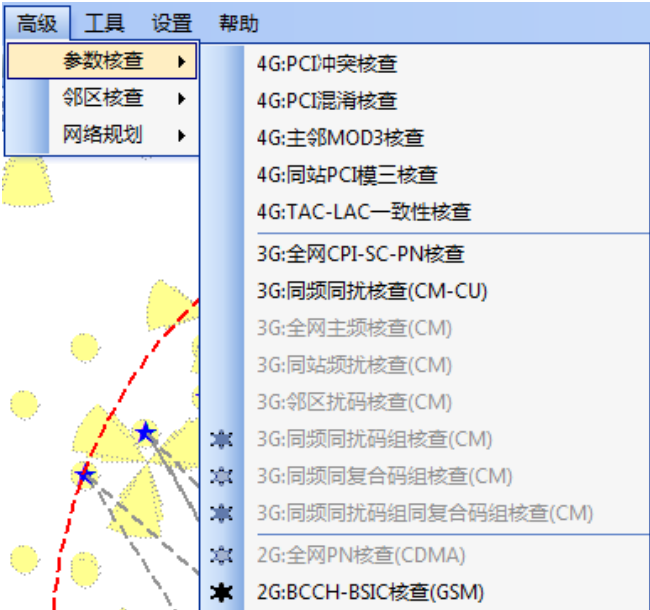 高级 工具 设置 帮助
参数核查
邻区核查
网络规划
4G:PCI冲突核查
4G:PCI混淆核查
4G:主邻MOD3核查
4G:同站PCI模三核查
4G:TAC-LAC一致性核查
3G:全网CPI-SC-PN核查
3G:同频同扰核查(CM-CU)
3G:全网主频核查(CM)
3G:同站频扰核查(CM)
3G:邻区扰码核查(CM)
3G:同频同扰码组核查(CM)
3G:同频同复合码组核查(CM)
3G:同频同扰码组同复合码组核查(CM)
2G:全网PN核查(CDMA)
2G:BCCH-BSIC核查(GSM)